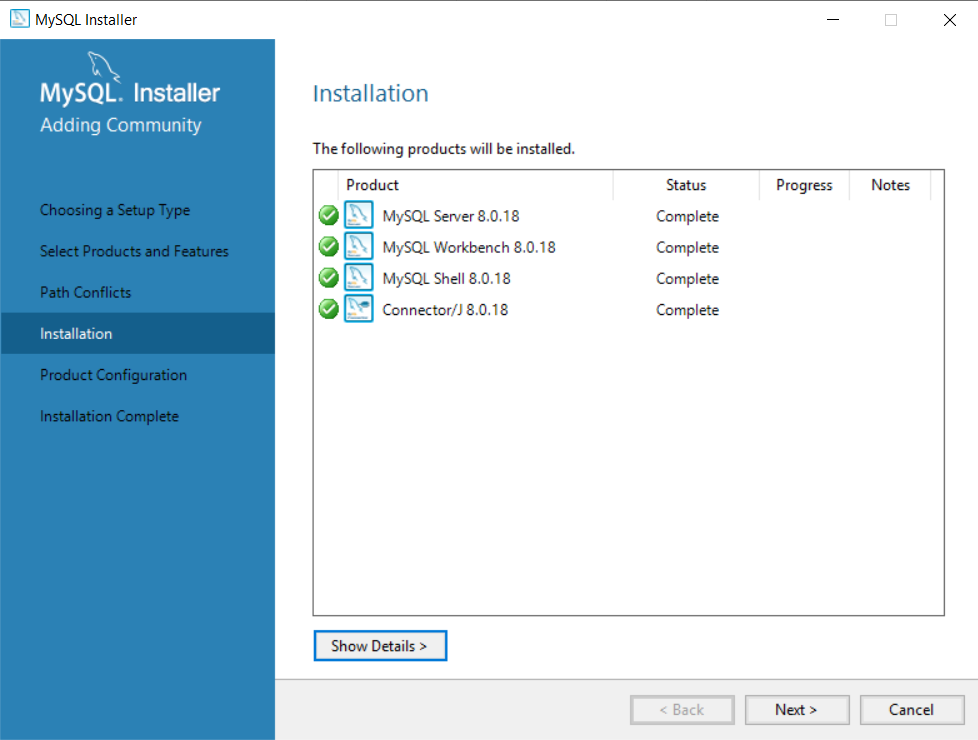 MySQL Installer
MySQL. Installer
Adding Community
Choosing a Setup Type
Select Products and Features
Path Conflicts
Installation
Product Configuration
Installation Complete
Installation
The following products will be installed.
Product Status Progress Notes
MySQL Server 8.0.18 Complete
MySQL Workbench 8.0.18 Complete
MySQL Shell 8.0.18 Complete
Connector/J 8.0.18 Complete
Show Details >
< Back Next > Cancel